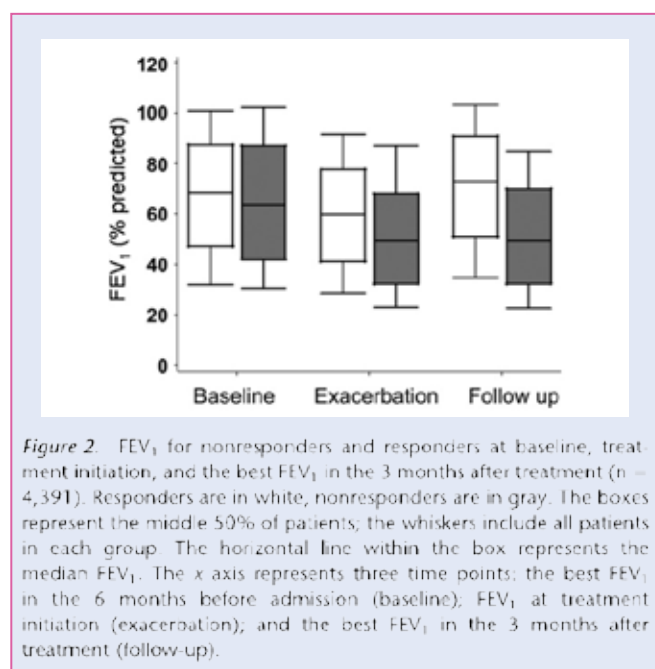 120
100
80
60
40
20
0
FEV₁ (% predicted)
Baseline Exacerbation Follow up
Figure 2. FEV₁ for nonresponders and responders at baseline, treat-
ment initiation, and the best FEV₁ in the 3 months after treatment (n =
4,391). Responders are in white, nonresponders are in gray. The boxes
represent the middle 50% of patients; the whiskers include all patients
in each group. The horizontal line within the box represents the
median FEV₁. The x axis represents three time points: the best FEV₁
in the 6 months before admission (baseline); FEV₁ at treatment
initiation (exacerbation); and the best FEV₁ in the 3 months after
treatment (follow-up).